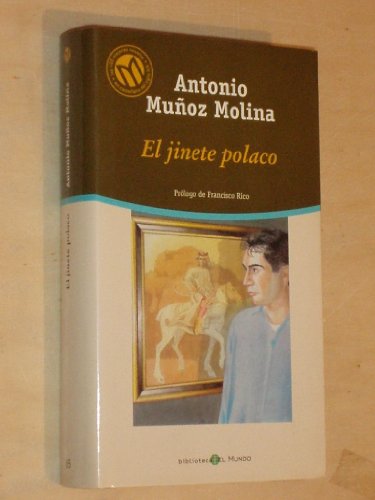 Antonio
Muñoz Molina
El jinete polaco
Prólogo de Francisco Rico
biblioteca EL MUNDO
Antonio Muñoz Molina
El jinete polaco